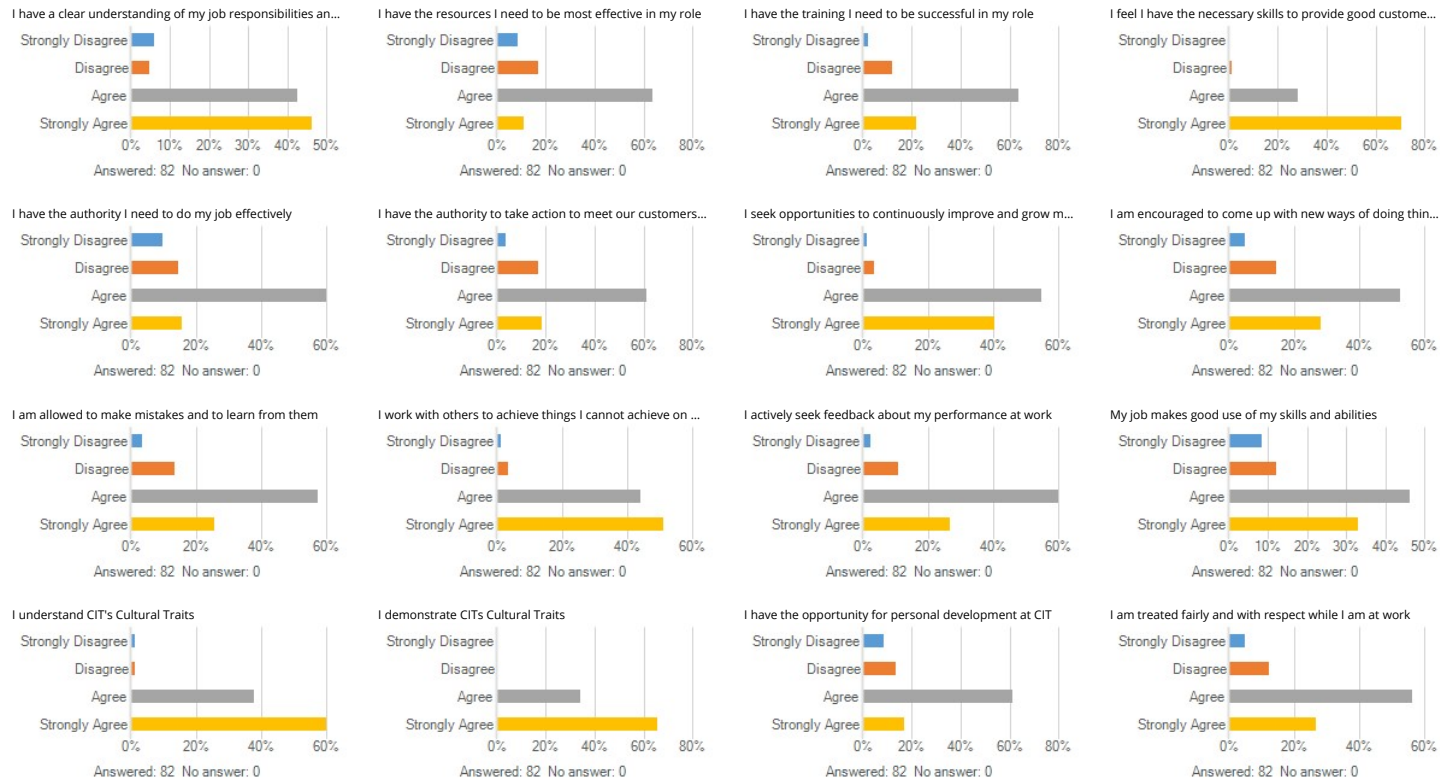 I have a clear understanding of my job responsibilities an...
Strongly Disagree
Disagree
Agree
Strongly Agree
0% 10% 20% 30% 40% 50%
Answered: 82 No answer: 0
I have the resources I need to be most effective in my role
Strongly Disagree
Disagree
Agree
Strongly Agree
0% 20% 40% 60% 80%
Answered: 82 No answer: 0
I have the training I need to be successful in my role
Strongly Disagree
Disagree
Agree
Strongly Agree
0% 20% 40% 60% 80%
Answered: 82 No answer: 0
I feel I have the necessary skills to provide good custome...
Strongly Disagree
Disagree
Agree
Strongly Agree
0% 20% 40% 60% 80%
Answered: 82 No answer: 0
I have the authority I need to do my job effectively
Strongly Disagree
Disagree
Agree
Strongly Agree
0% 20% 40% 60%
Answered: 82 No answer: 0
I have the authority to take action to meet our customers...
Strongly Disagree
Disagree
Agree
Strongly Agree
0% 20% 40% 60% 80%
Answered: 82 No answer: 0
I seek opportunities to continuously improve and grow m...
Strongly Disagree
Disagree
Agree
Strongly Agree
0% 20% 40% 60%
Answered: 82 No answer: 0
I am encouraged to come up with new ways of doing thin...
Strongly Disagree
Disagree
Agree
Strongly Agree
0% 20% 40% 60%
Answered: 82 No answer: 0
I am allowed to make mistakes and to learn from them
Strongly Disagree
Disagree
Agree
Strongly Agree
0% 20% 40% 60%
Answered: 82 No answer: 0
I work with others to achieve things I cannot achieve on ...
Strongly Disagree
Disagree
Agree
Strongly Agree
0% 20% 40% 60%
Answered: 82 No answer: 0
I actively seek feedback about my performance at work
Strongly Disagree
Disagree
Agree
Strongly Agree
0% 20% 40% 60%
Answered: 82 No answer: 0
My job makes good use of my skills and abilities
Strongly Disagree
Disagree
Agree
Strongly Agree
0% 10% 20% 30% 40% 50%
Answered: 82 No answer: 0
I understand CIT's Cultural Traits
Strongly Disagree
Disagree
Agree
Strongly Agree
0% 20% 40% 60%
Answered: 82 No answer: 0
I demonstrate CITs Cultural Traits
Strongly Disagree
Disagree
Agree
Strongly Agree
0% 20% 40% 60% 80%
Answered: 82 No answer: 0
I have the opportunity for personal development at CIT
Strongly Disagree
Disagree
Agree
Strongly Agree
0% 20% 40% 60% 80%
Answered: 82 No answer: 0
I am treated fairly and with respect while I am at work
Strongly Disagree
Disagree
Agree
Strongly Agree
0% 20% 40% 60%
Answered: 82 No answer: 0